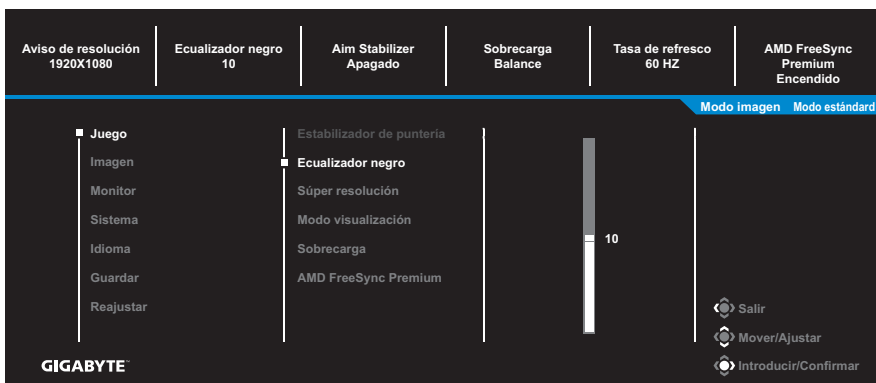 Aviso de resolución
1920X1080
Ecualizador negro
10
Aim Stabilizer
Apagado
Sobrecarga
Balance
Tasa de refresco
60 HZ
AMD FreeSync
Premium
Encendido
Modo imagen Modo estándard
Juego
Imagen
Monitor
Sistema
Idioma
Guardar
Reajustar
Estabilizador de puntería
Ecualizador negro
Súper resolución
Modo visualización
Sobrecarga
AMD FreeSync Premium
10
Salir
Mover/Ajustar
Introducir/Confirmar
GIGABYTE™